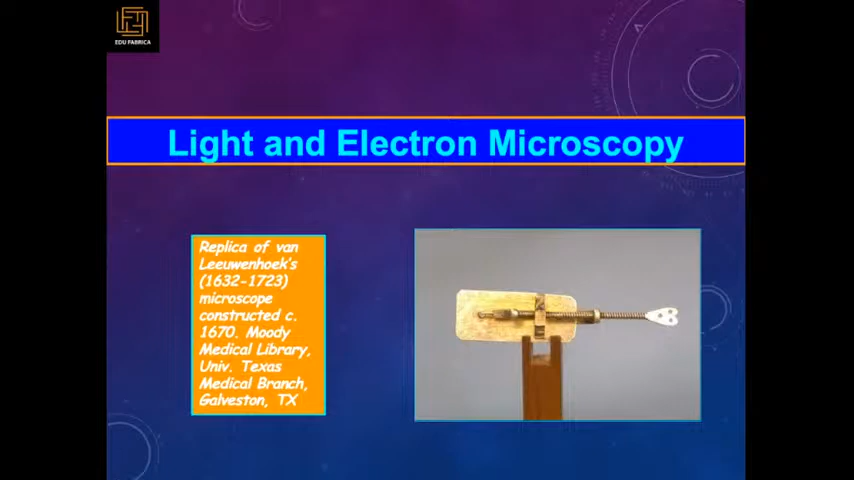 EDU FABRICA
Light and Electron Microscopy
Replica of van
Leeuwenhoek's
(1632-1723)
microscope
constructed c.
1670. Moody
Medical Library,
Univ. Texas
Medical Branch,
Galveston, TX